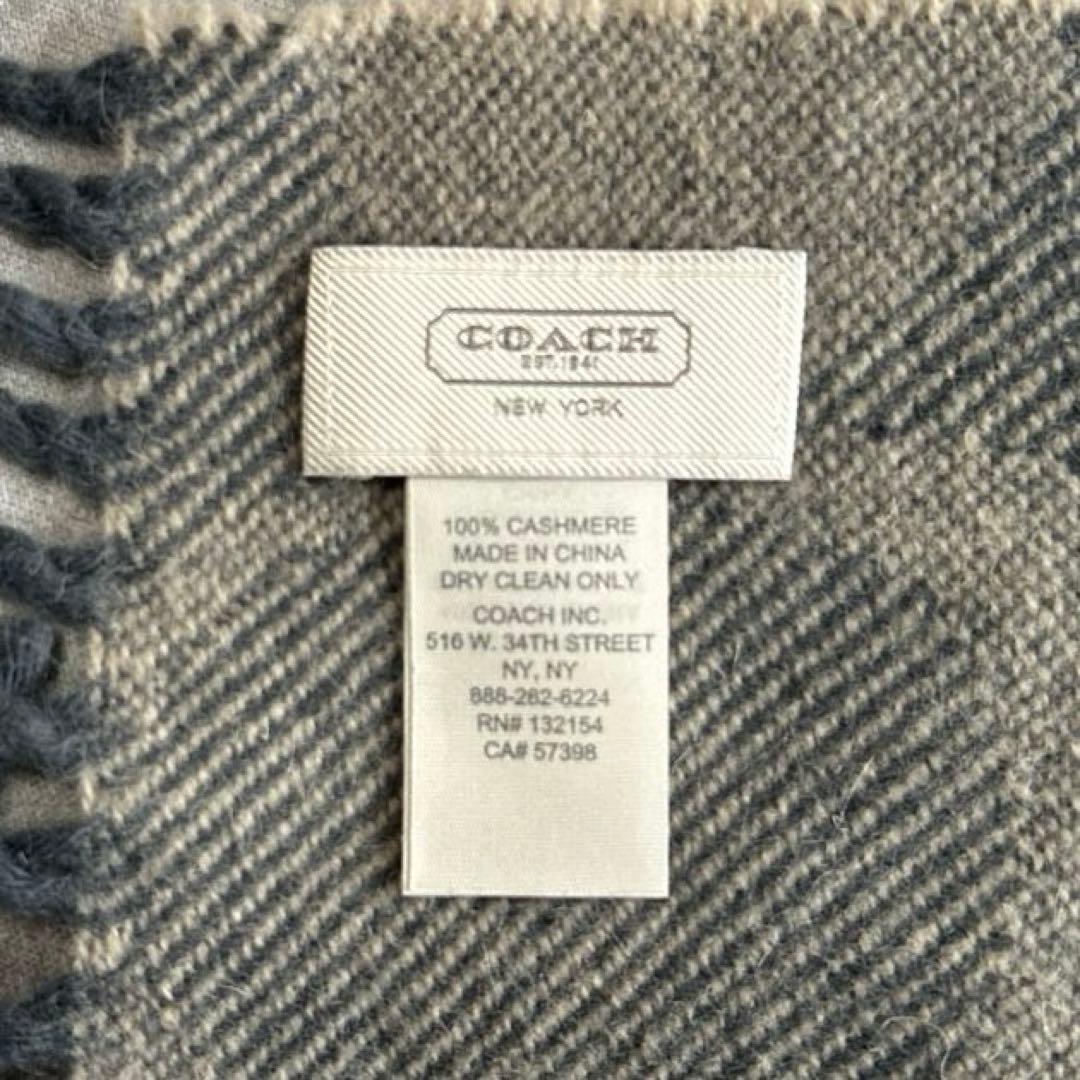 COACH
EST. 1941
NEW YORK
100% CASHMERE
MADE IN CHINA
DRY CLEAN ONLY
COACH INC.
516 W. 34TH STREET
NY, NY
888-262-6224
RN# 132154
CA# 57398